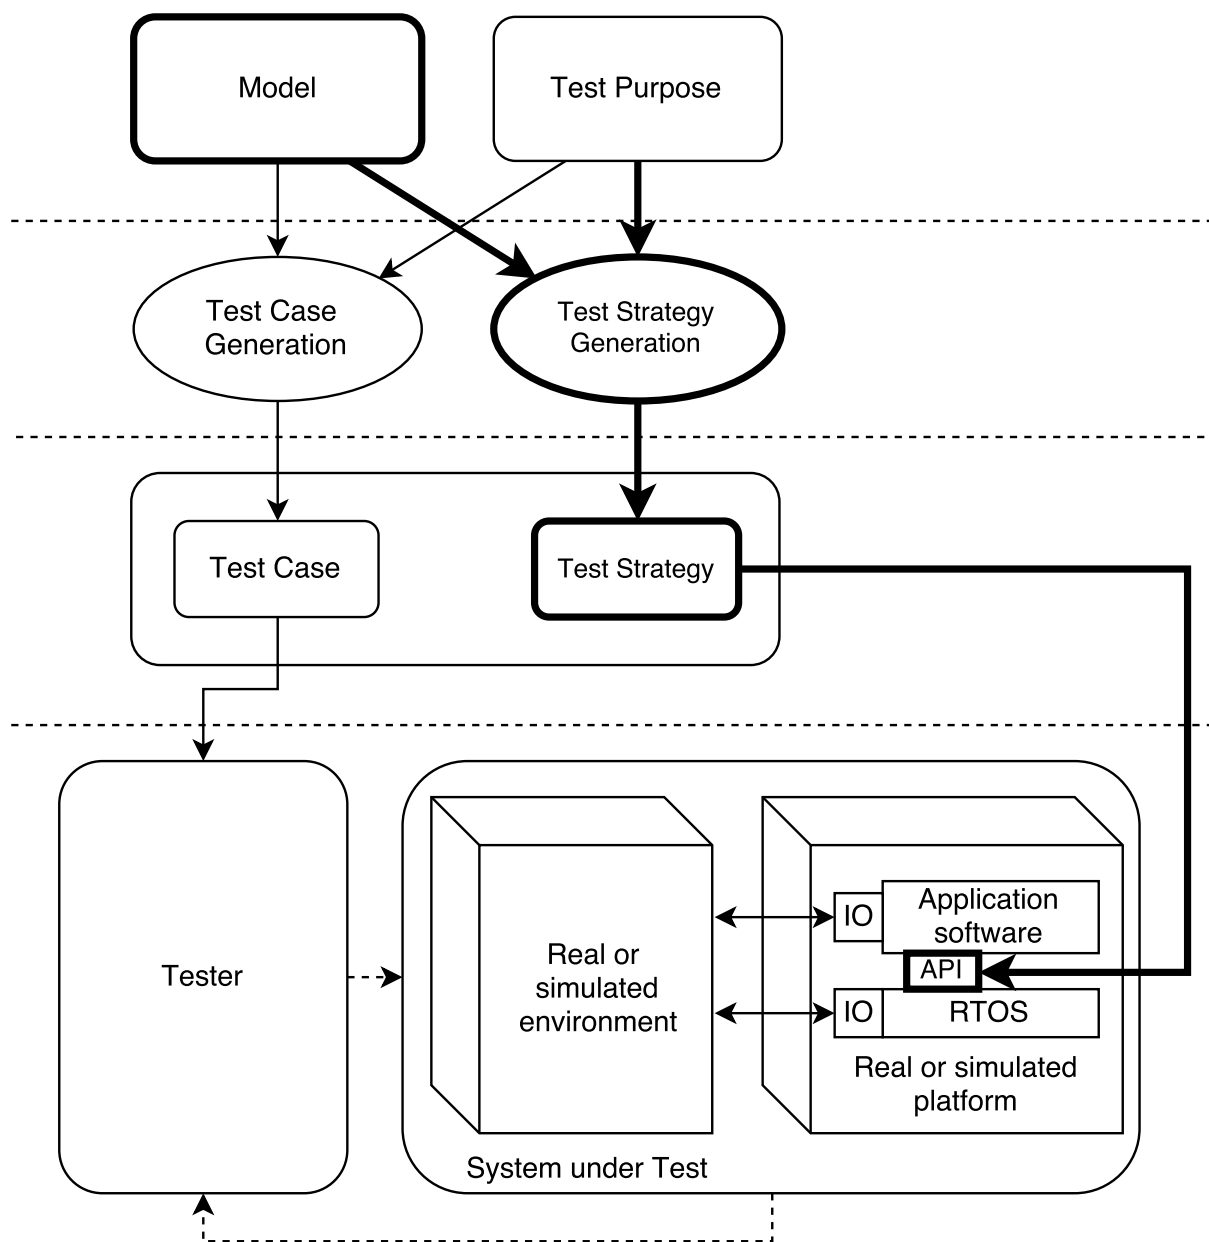 Model
Test Purpose
Test Case
Generation
Test Strategy
Generation
Test Case
Test Strategy
Tester
Real or
simulated
environment
IO
Application
software
API
IO
RTOS
Real or simulated
platform
System under Test